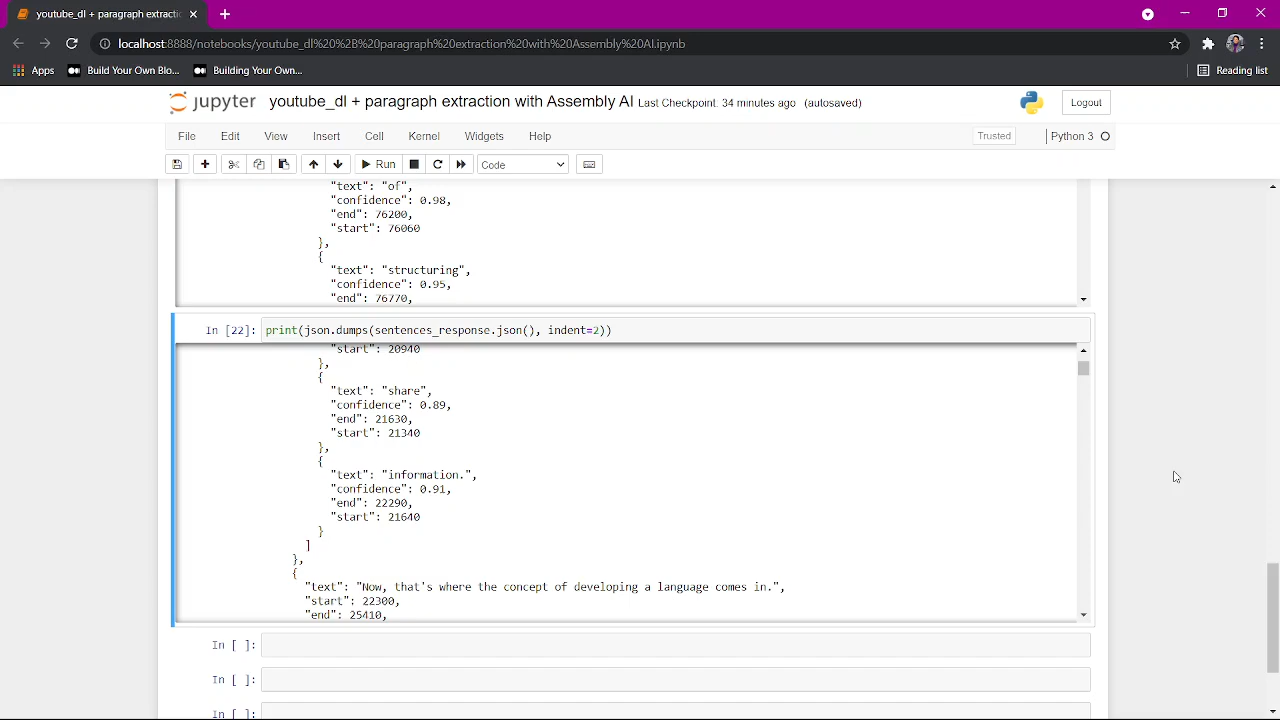 youtube_dl + paragraph extractio
localhost:8888/notebooks/youtube_dl%20%2B%20paragraph%20extraction%20with%20Assembly%20AI.ipynb
Apps Build Your Own Blo... Building Your Own... Reading list
jupyter youtube_dl + paragraph extraction with Assembly AI Last Checkpoint: 34 minutes ago (autosaved) Logout
File Edit View Insert Cell Kernel Widgets Help Trusted Python 3
Run Code
"text": "of",
"confidence": 0.98,
"end": 76200,
"start": 76060
},
{
"text": "structuring",
"confidence": 0.95,
"end": 76770,
In [22]: print(json.dumps(sentences_response.json(), indent=2))
"start": 20940
},
{
"text": "share",
"confidence": 0.89,
"end": 21630,
"start": 21340
},
{
"text": "information.",
"confidence": 0.91,
"end": 22290,
"start": 21640
}
]
},
{
"text": "Now, that's where the concept of developing a language comes in.",
"start": 22300,
"end": 25410,
In [ ]:
In [ ]:
In [ ]: